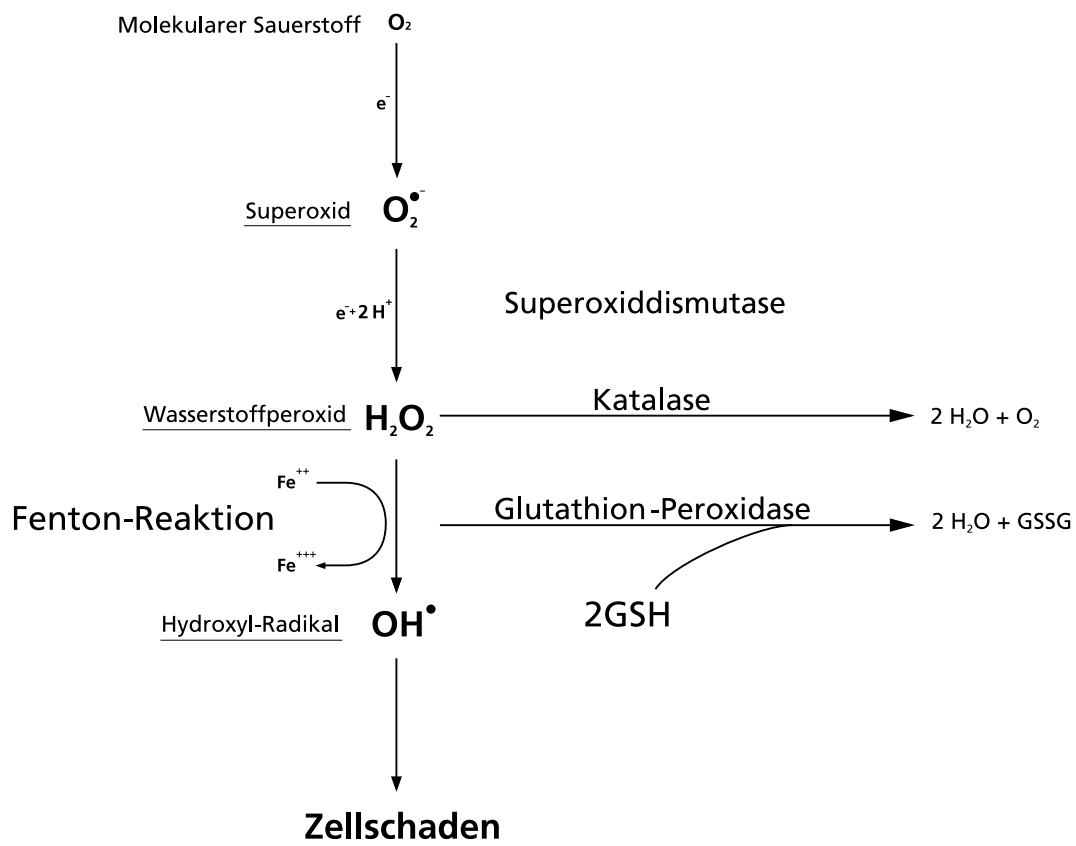 Molekularer Sauerstoff O₂
e⁻
Superoxid O₂•⁻
e⁻+ 2 H⁺
Superoxiddismutase
Wasserstoffperoxid H₂O₂
Katalase
2 H₂O + O₂
Fe⁺⁺
Fenton-Reaktion
Glutathion-Peroxidase
2 H₂O + GSSG
Fe⁺⁺⁺
2GSH
Hydroxyl-Radikal OH•
Zellschaden